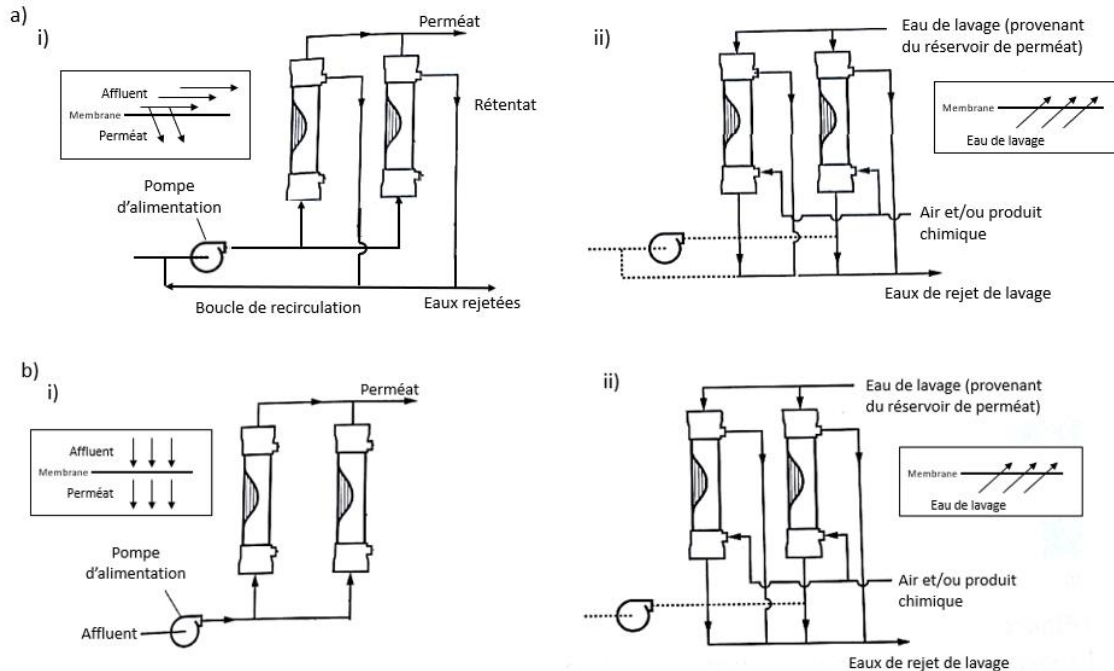 a)
i)
Perméat
Affluent
Membrane
Perméat
Rétentat
Pompe
d'alimentation
Boucle de recirculation
Eaux rejetées
ii)
Eau de lavage (provenant
du réservoir de perméat)
Membrane
Eau de lavage
Air et/ou produit
chimique
Eaux de rejet de lavage
b)
i)
Perméat
Affluent
Membrane
Perméat
Pompe
d'alimentation
Affluent
ii)
Eau de lavage (provenant
du réservoir de perméat)
Membrane
Eau de lavage
Air et/ou produit
chimique
Eaux de rejet de lavage